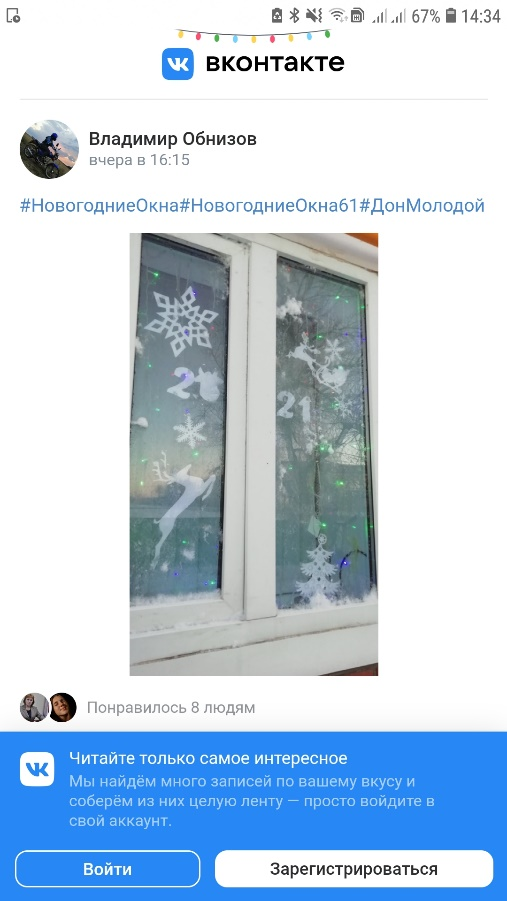 67% 14:34
вконтакте
Владимир Обнизов
вчера в 16:15
#НовогодниеОкна#НовогодниеОкна61#ДонМолодой
20
21
Понравилось 8 людям
Читайте только самое интересное
Мы найдём много записей по вашему вкусу и
соберём из них целую ленту — просто войдите в
свой аккаунт.
Войти
Зарегистрироваться